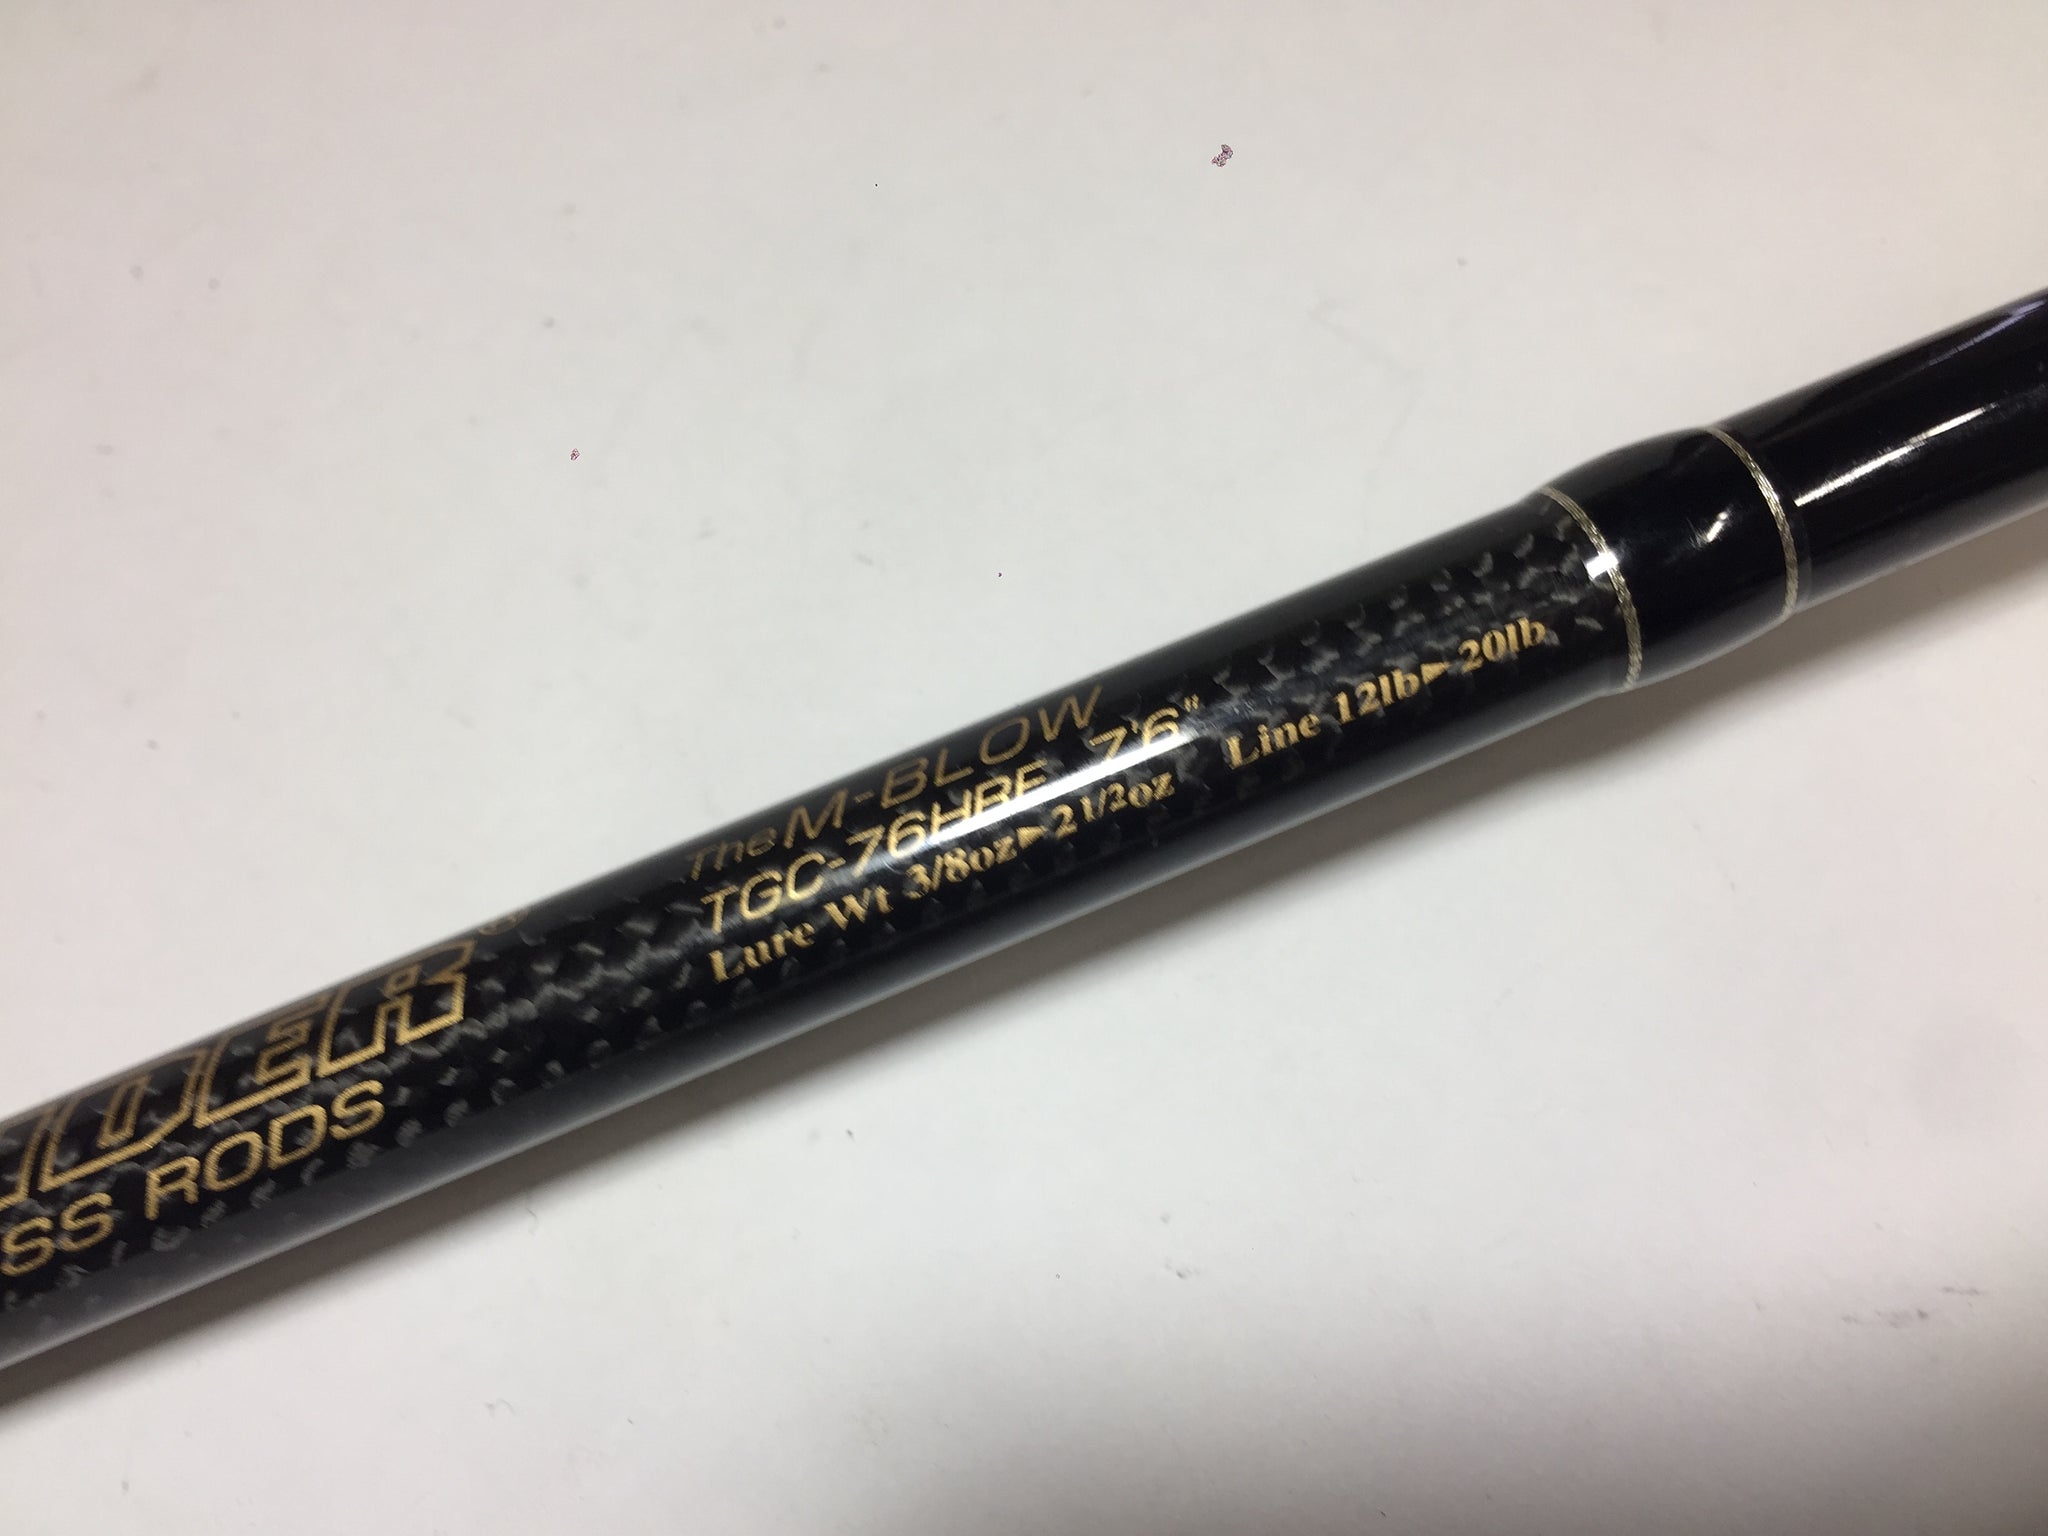 The M-BLOW
TGC-76HRF 7'6"
Lure Wt 3/8oz▶2 1/2oz Line 12lb▶20lb
SS RODS